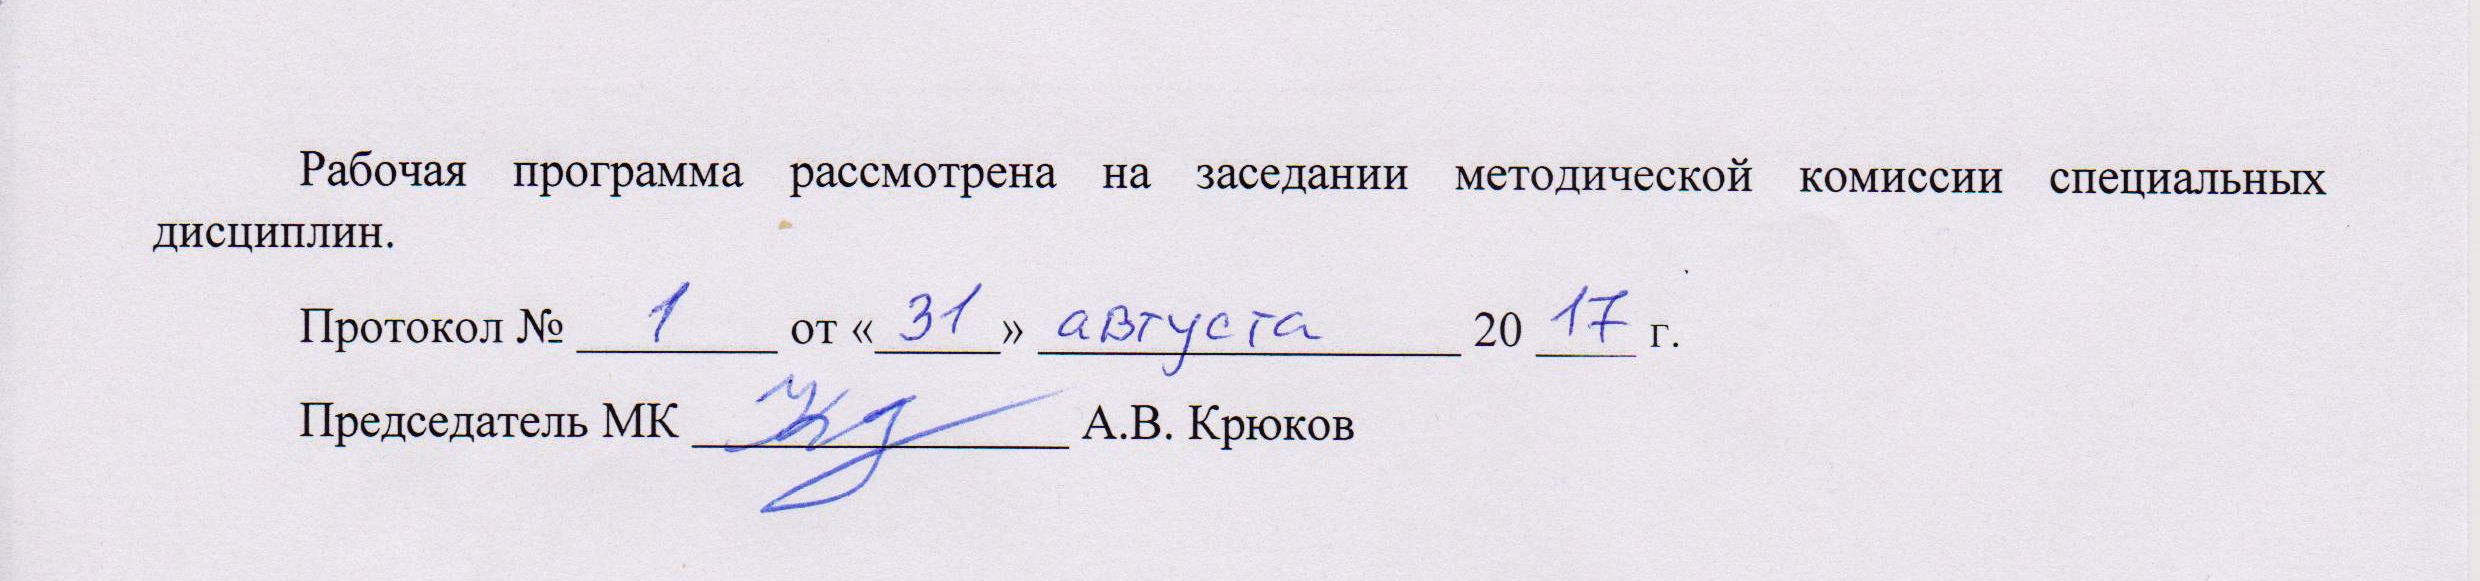 Рабочая программа рассмотрена на заседании методической комиссии специальных
дисциплин.
Протокол № 1 от «31» августа 20 17 г.
Председатель МК А.В. Крюков